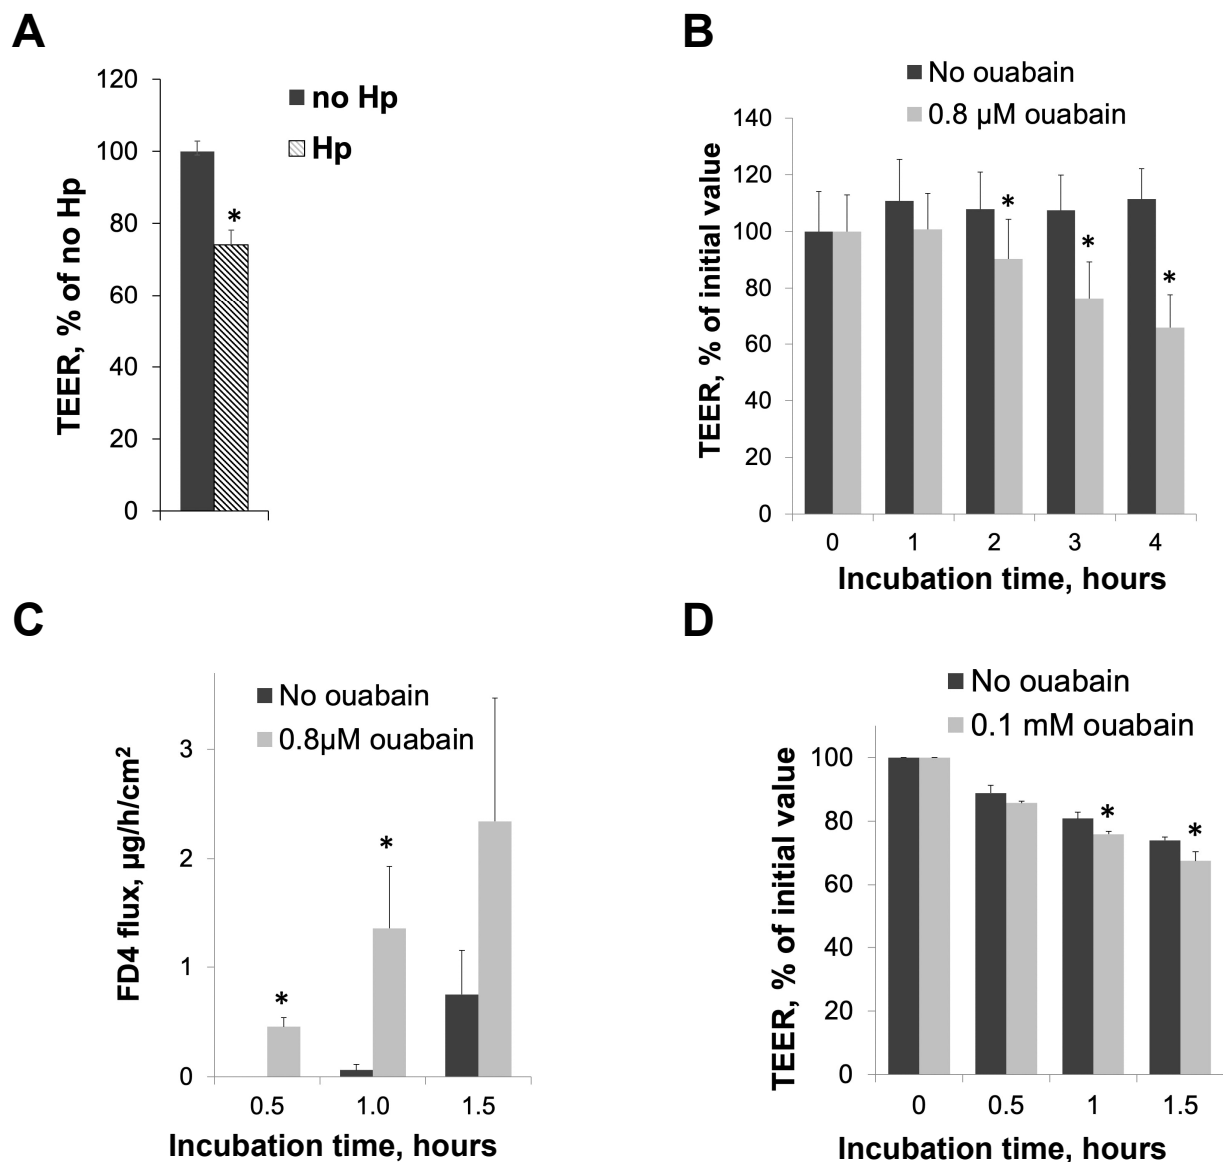 A
TEER, % of no Hp
120
100
80
60
40
20
0
no Hp
Hp
*
B
No ouabain
0.8 µM ouabain
TEER, % of initial value
140
120
100
80
60
40
20
0
*
*
*
0 1 2 3 4
Incubation time, hours
C
No ouabain
0.8µM ouabain
FD4 flux, µg/h/cm²
3
2
1
0
*
*
0.5 1.0 1.5
Incubation time, hours
D
No ouabain
0.1 mM ouabain
TEER, % of initial value
100
80
60
40
20
0
*
*
0 0.5 1 1.5
Incubation time, hours